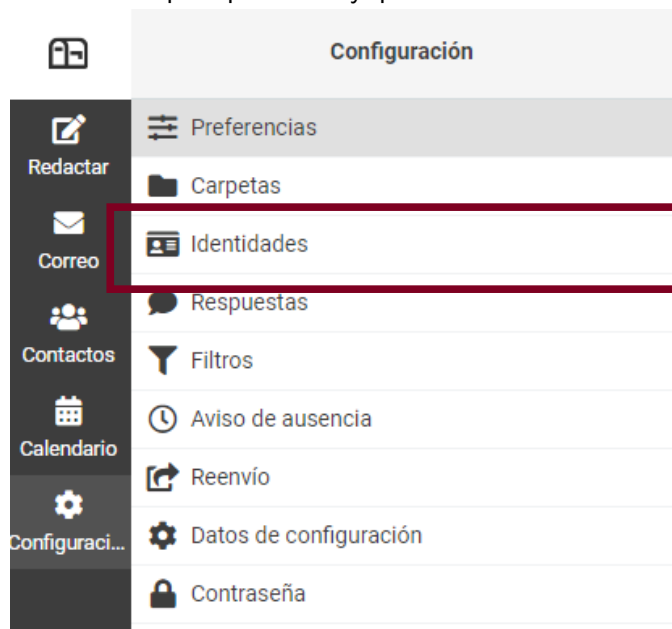 Configuración
Redactar
Correo
Contactos
Calendario
Configuraci...
Preferencias
Carpetas
Identidades
Respuestas
Filtros
Aviso de ausencia
Reenvío
Datos de configuración
Contraseña